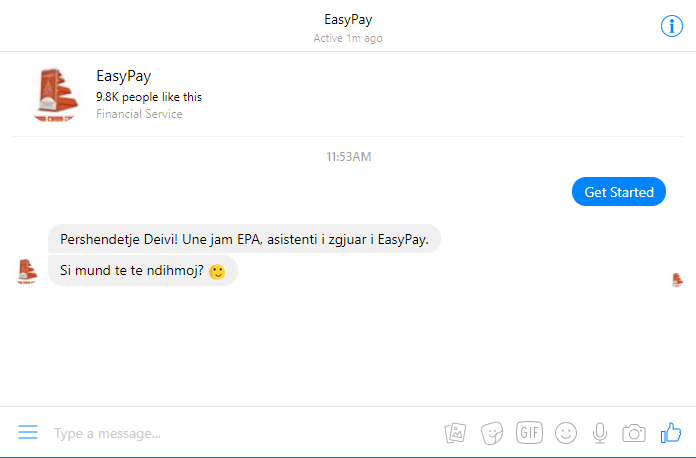 EasyPay
Active 1m ago
EasyPay
9.8K people like this
Financial Service
11:53AM
Get Started
Pershendetje Deivi! Une jam EPA, asistenti i zgjuar i EasyPay.
Si mund te te ndihmoj?
Type a message...
GIF